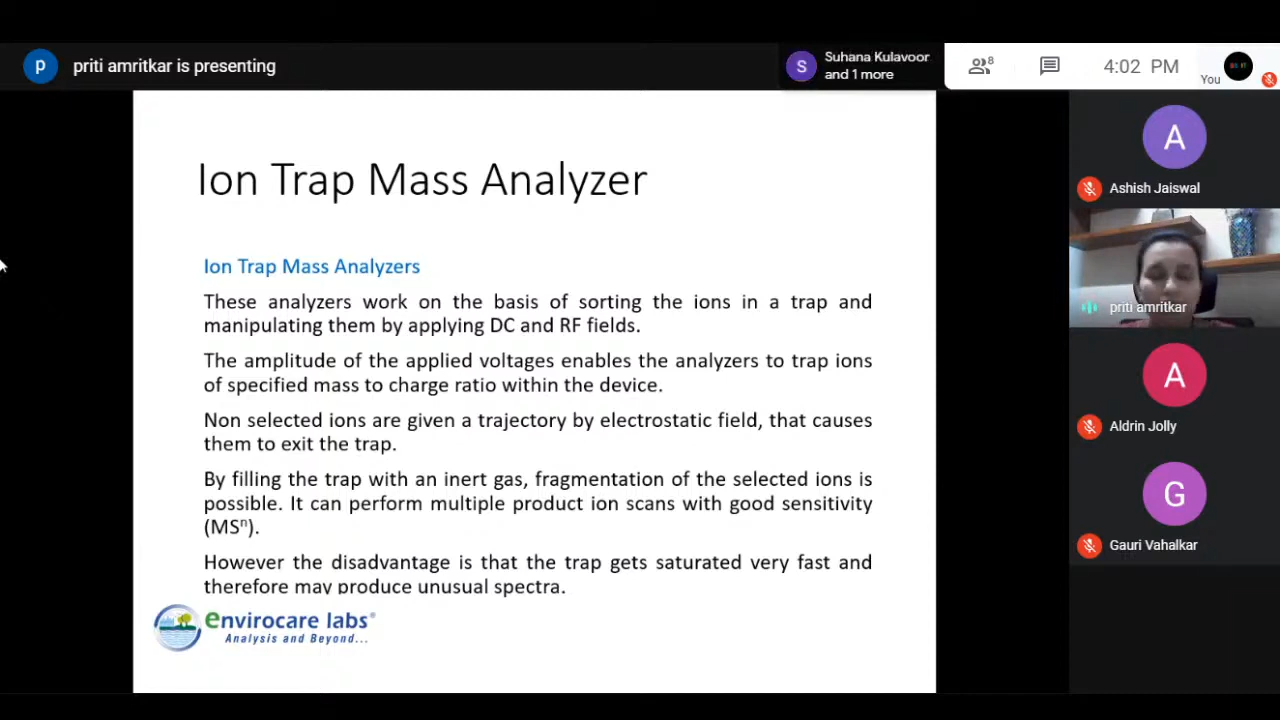 p
priti amritkar is presenting
S
Suhana Kulavoor
and 1 more
8
4:02 PM
You
Ion Trap Mass Analyzer
Ion Trap Mass Analyzers
These analyzers work on the basis of sorting the ions in a trap and
manipulating them by applying DC and RF fields.
The amplitude of the applied voltages enables the analyzers to trap ions
of specified mass to charge ratio within the device.
Non selected ions are given a trajectory by electrostatic field, that causes
them to exit the trap.
By filling the trap with an inert gas, fragmentation of the selected ions is
possible. It can perform multiple product ion scans with good sensitivity
(MSⁿ).
However the disadvantage is that the trap gets saturated very fast and
therefore may produce unusual spectra.
envirocare labs®
Analysis and Beyond...
A
Ashish Jaiswal
priti amritkar
A
Aldrin Jolly
G
Gauri Vahalkar